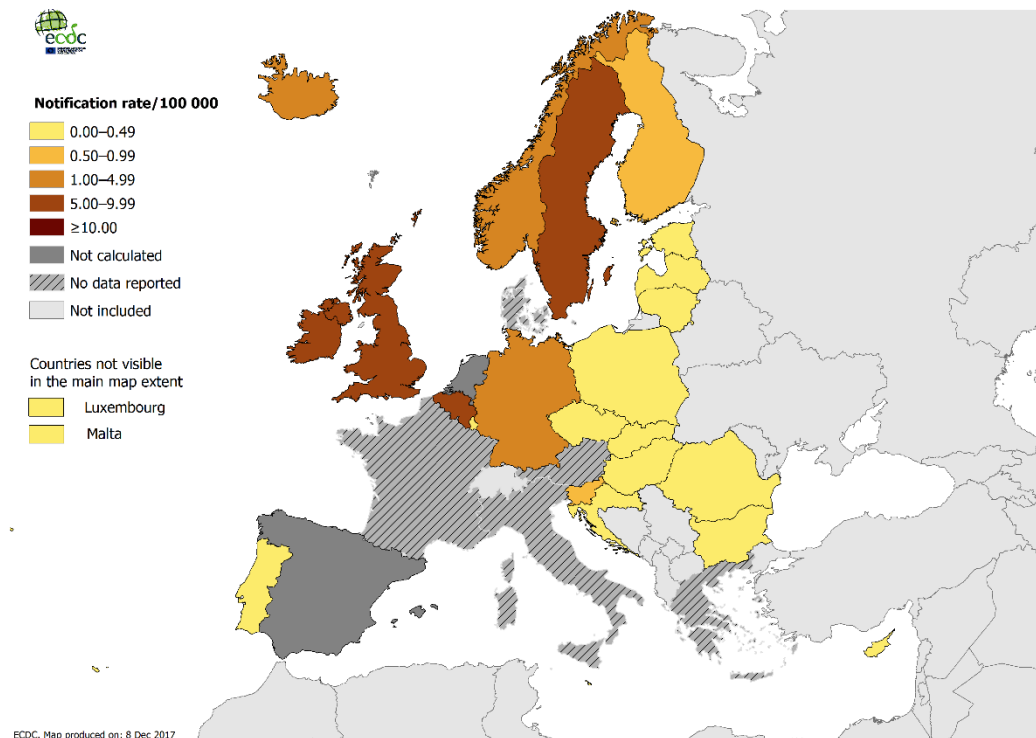 ecdc
Notification rate/100 000
0.00–0.49
0.50–0.99
1.00–4.99
5.00–9.99
≥10.00
Not calculated
No data reported
Not included
Countries not visible
in the main map extent
Luxembourg
Malta
ECDC. Map produced on: 8 Dec 2017